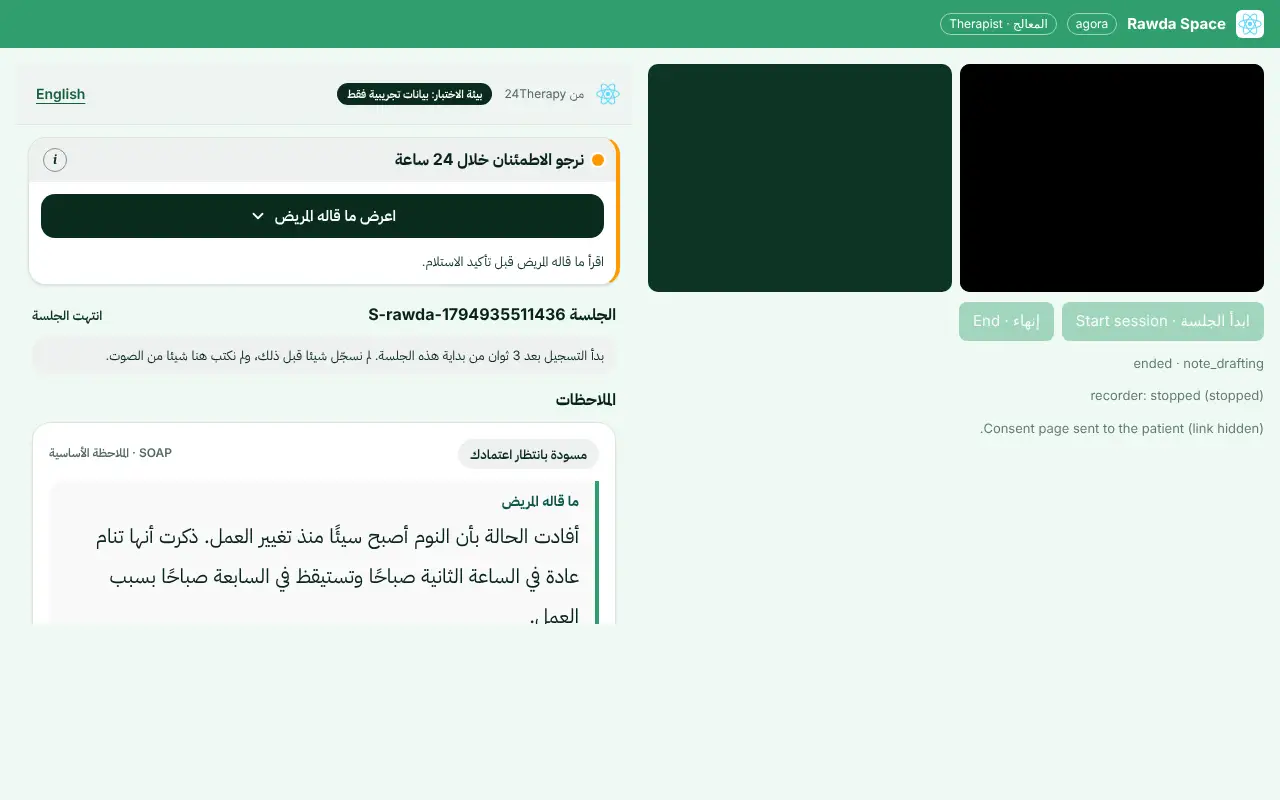 Rawda Space
agora
Therapist · المعالج
من 24Therapy
بيئة الاختبار: بيانات تجريبية فقط
English
نرجو الاطمئنان خلال 24 ساعة
i
اعرض ما قاله المريض
اقرأ ما قاله المريض قبل تأكيد الاستلام.
الجلسة S-rawda-1794935511436
انتهت الجلسة
بدأ التسجيل بعد 3 ثوان من بداية هذه الجلسة. لم نسجّل شيئا قبل ذلك، ولم نكتب هنا شيئا من الصوت.
الملاحظات
مسودة بانتظار اعتمادك
SOAP · الملاحظة الأساسية
ما قاله المريض
أفادت الحالة بأن النوم أصبح سيئًا منذ تغيير العمل. ذكرت أنها تنام
عادة في الساعة الثانية صباحًا وتستيقظ في السابعة صباحًا بسبب
العمل.
ابدأ الجلسة · Start session
إنهاء · End
ended · note_drafting
recorder: stopped (stopped)
Consent page sent to the patient (link hidden).